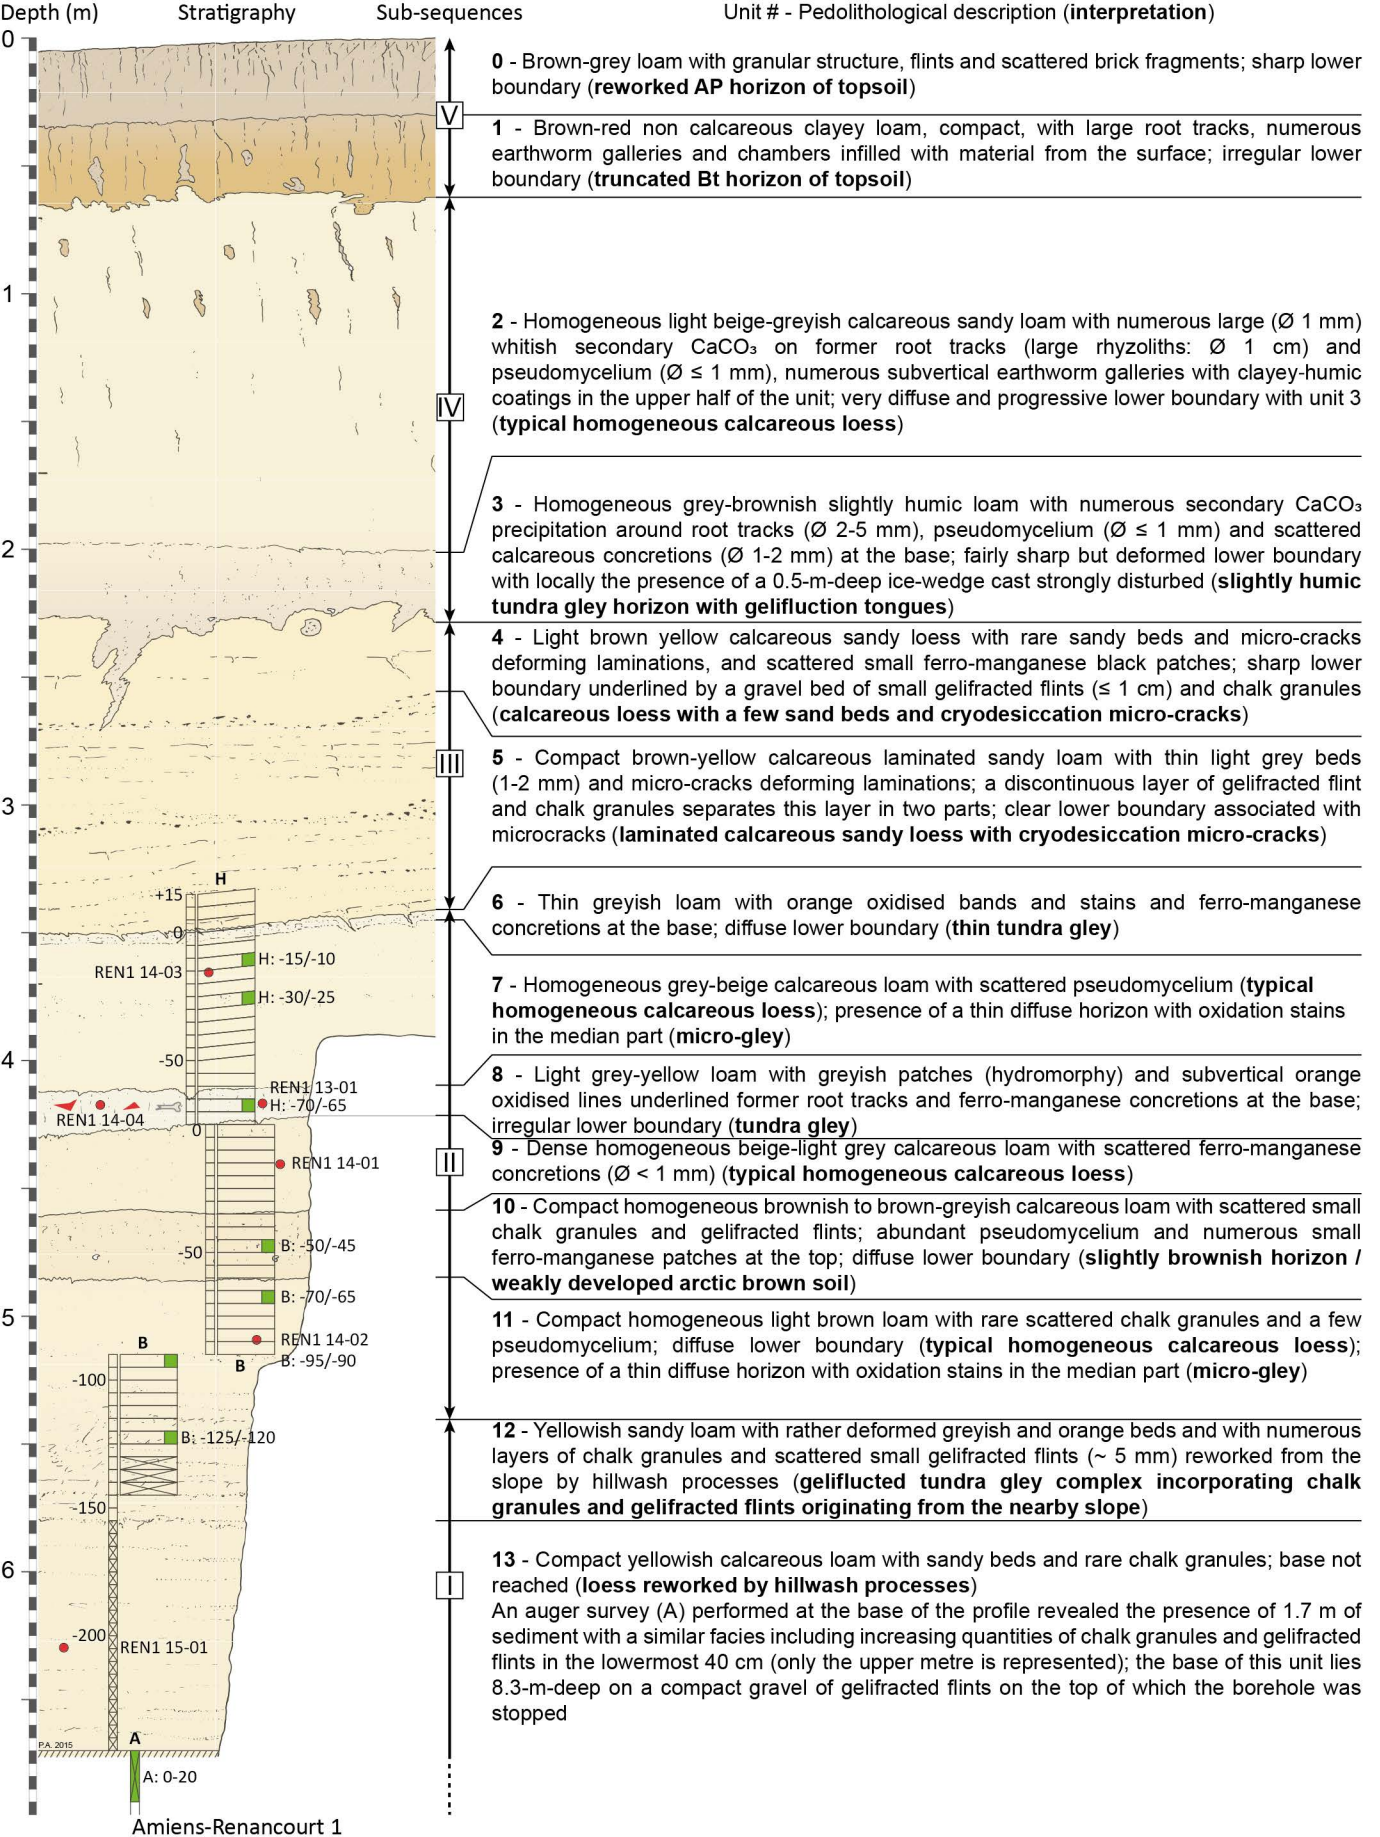 Depth (m)
Stratigraphy
Sub-sequences
Unit # - Pedolithological description (interpretation)
0
1
2
3
4
5
6
V
IV
III
II
I
0 - Brown-grey loam with granular structure, flints and scattered brick fragments; sharp lower
boundary (reworked AP horizon of topsoil)
1 - Brown-red non calcareous clayey loam, compact, with large root tracks, numerous
earthworm galleries and chambers infilled with material from the surface; irregular lower
boundary (truncated Bt horizon of topsoil)
2 - Homogeneous light beige-greyish calcareous sandy loam with numerous large (Ø 1 mm)
whitish secondary CaCO₃ on former root tracks (large rhyzoliths: Ø 1 cm) and
pseudomycelium (Ø ≤ 1 mm), numerous subvertical earthworm galleries with clayey-humic
coatings in the upper half of the unit; very diffuse and progressive lower boundary with unit 3
(typical homogeneous calcareous loess)
3 - Homogeneous grey-brownish slightly humic loam with numerous secondary CaCO₃
precipitation around root tracks (Ø 2-5 mm), pseudomycelium (Ø ≤ 1 mm) and scattered
calcareous concretions (Ø 1-2 mm) at the base; fairly sharp but deformed lower boundary
with locally the presence of a 0.5-m-deep ice-wedge cast strongly disturbed (slightly humic
tundra gley horizon with gelifluction tongues)
4 - Light brown yellow calcareous sandy loess with rare sandy beds and micro-cracks
deforming laminations, and scattered small ferro-manganese black patches; sharp lower
boundary underlined by a gravel bed of small gelifracted flints (≤ 1 cm) and chalk granules
(calcareous loess with a few sand beds and cryodesiccation micro-cracks)
5 - Compact brown-yellow calcareous laminated sandy loam with thin light grey beds
(1-2 mm) and micro-cracks deforming laminations; a discontinuous layer of gelifracted flint
and chalk granules separates this layer in two parts; clear lower boundary associated with
microcracks (laminated calcareous sandy loess with cryodesiccation micro-cracks)
6 - Thin greyish loam with orange oxidised bands and stains and ferro-manganese
concretions at the base; diffuse lower boundary (thin tundra gley)
7 - Homogeneous grey-beige calcareous loam with scattered pseudomycelium (typical
homogeneous calcareous loess); presence of a thin diffuse horizon with oxidation stains
in the median part (micro-gley)
8 - Light grey-yellow loam with greyish patches (hydromorphy) and subvertical orange
oxidised lines underlined former root tracks and ferro-manganese concretions at the base;
irregular lower boundary (tundra gley)
9 - Dense homogeneous beige-light grey calcareous loam with scattered ferro-manganese
concretions (Ø < 1 mm) (typical homogeneous calcareous loess)
10 - Compact homogeneous brownish to brown-greyish calcareous loam with scattered small
chalk granules and gelifracted flints; abundant pseudomycelium and numerous small
ferro-manganese patches at the top; diffuse lower boundary (slightly brownish horizon /
weakly developed arctic brown soil)
11 - Compact homogeneous light brown loam with rare scattered chalk granules and a few
pseudomycelium; diffuse lower boundary (typical homogeneous calcareous loess);
presence of a thin diffuse horizon with oxidation stains in the median part (micro-gley)
12 - Yellowish sandy loam with rather deformed greyish and orange beds and with numerous
layers of chalk granules and scattered small gelifracted flints (~ 5 mm) reworked from the
slope by hillwash processes (geliflucted tundra gley complex incorporating chalk
granules and gelifracted flints originating from the nearby slope)
13 - Compact yellowish calcareous loam with sandy beds and rare chalk granules; base not
reached (loess reworked by hillwash processes)
An auger survey (A) performed at the base of the profile revealed the presence of 1.7 m of
sediment with a similar facies including increasing quantities of chalk granules and gelifracted
flints in the lowermost 40 cm (only the upper metre is represented); the base of this unit lies
8.3-m-deep on a compact gravel of gelifracted flints on the top of which the borehole was
stopped
H
+15
0
H: -15/-10
REN1 14-03
H: -30/-25
-50
REN1 13-01
H: -70/-65
REN1 14-04
0
REN1 14-01
-50
B: -50/-45
B: -70/-65
REN1 14-02
B
B
B: -95/-90
-100
B: -125/-120
-150
-200
REN1 15-01
P.A. 2015
A
A: 0-20
Amiens-Renancourt 1